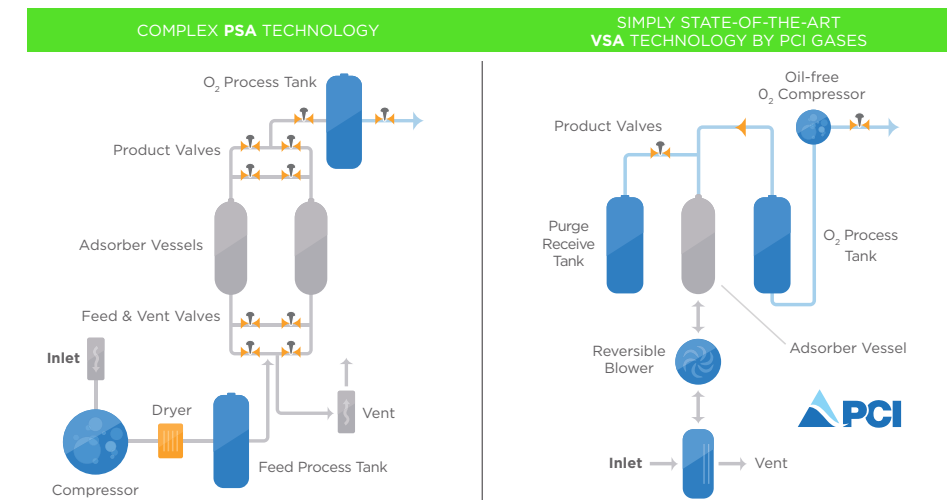 COMPLEX PSA TECHNOLOGY
SIMPLY STATE-OF-THE-ART
VSA TECHNOLOGY BY PCI GASES
O2 Process Tank
Product Valves
Adsorber Vessels
Feed & Vent Valves
Inlet
Dryer
Vent
Feed Process Tank
Compressor
Oil-free
O2 Compressor
Product Valves
Purge
Receive
Tank
O2 Process
Tank
Reversible
Blower
Adsorber Vessel
PCI
Inlet
Vent